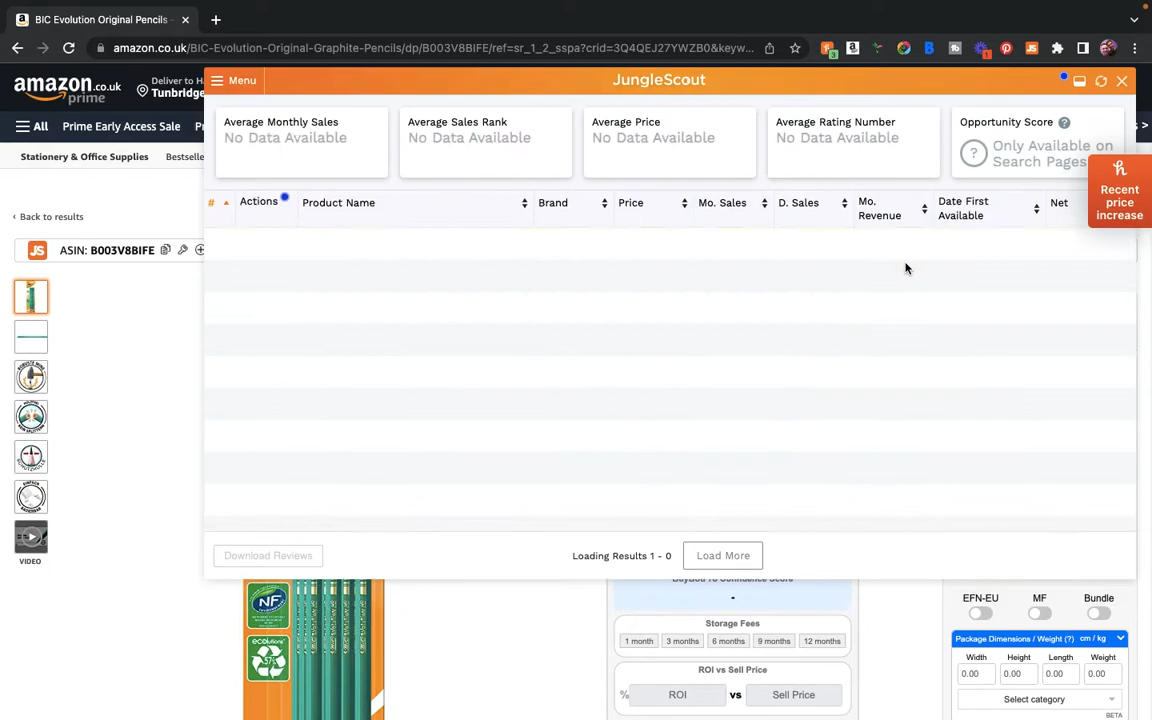 BIC Evolution Original Pencils -
amazon.co.uk/BIC-Evolution-Original-Graphite-Pencils/dp/B003V8BIFE/ref=sr_1_2_sspa?crid=3Q4QEJ27YWZB0&keyw...
3
1
amazon.co.uk
prime
Deliver to H
Tunbridge
All
Prime Early Access Sale
Pr
Stationery & Office Supplies
Bestselle
Menu
JungleScout
Average Monthly Sales
No Data Available
Average Sales Rank
No Data Available
Average Price
No Data Available
Average Rating Number
No Data Available
Opportunity Score ?
? Only Available on
Search Pages
h
Recent
price
increase
# Actions Product Name Brand Price Mo. Sales D. Sales Mo. Revenue Date First Available Net
‹ Back to results
JS ASIN: B003V8BIFE
VIDEO
Download Reviews
Loading Results 1 - 0
Load More
-
Storage Fees
1 month 3 months 6 months 9 months 12 months
ROI vs Sell Price
% ROI vs Sell Price
EFN-EU MF Bundle
Package Dimensions / Weight (?) cm / kg
Width Height Length Weight
0.00 0.00 0.00 0.00
Select category
BETA
NF
ecolutions
57%